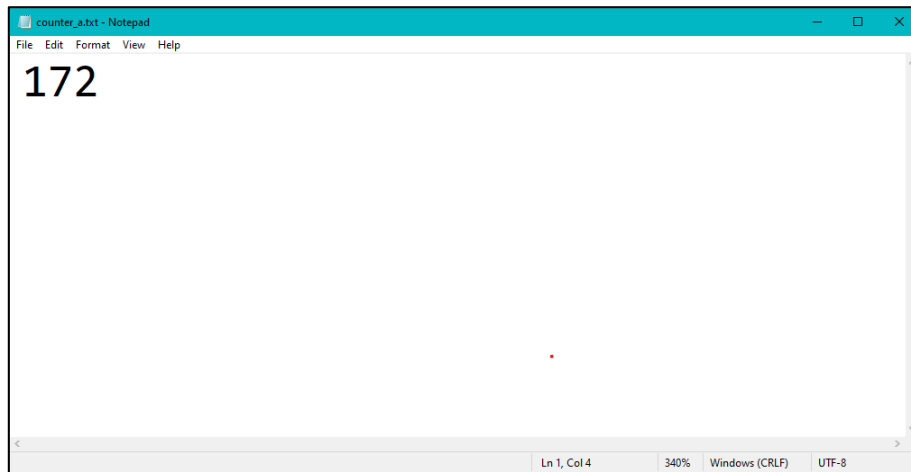 counter_a.txt - Notepad
File Edit Format View Help
172
Ln 1, Col 4 340% Windows (CRLF) UTF-8